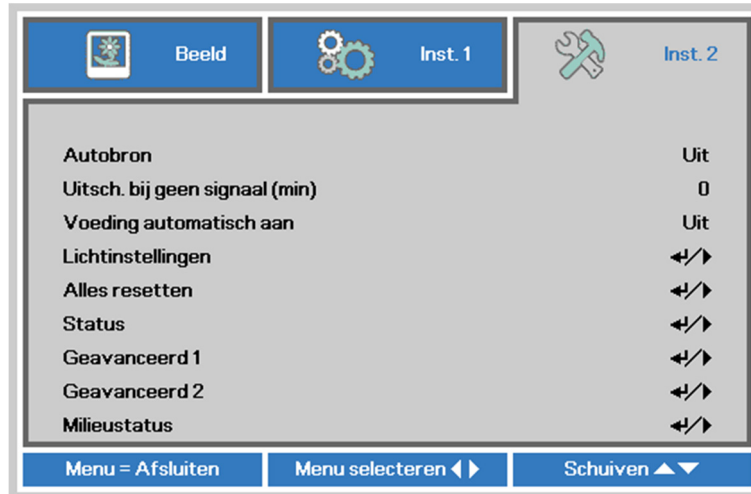 Beeld Inst. 1 Inst. 2
Autobron Uit
Uitsch. bij geen signaal (min) 0
Voeding automatisch aan Uit
Lichtinstellingen
Alles resetten
Status
Geavanceerd 1
Geavanceerd 2
Milieustatus
Menu = Afsluiten Menu selecteren Schuiven